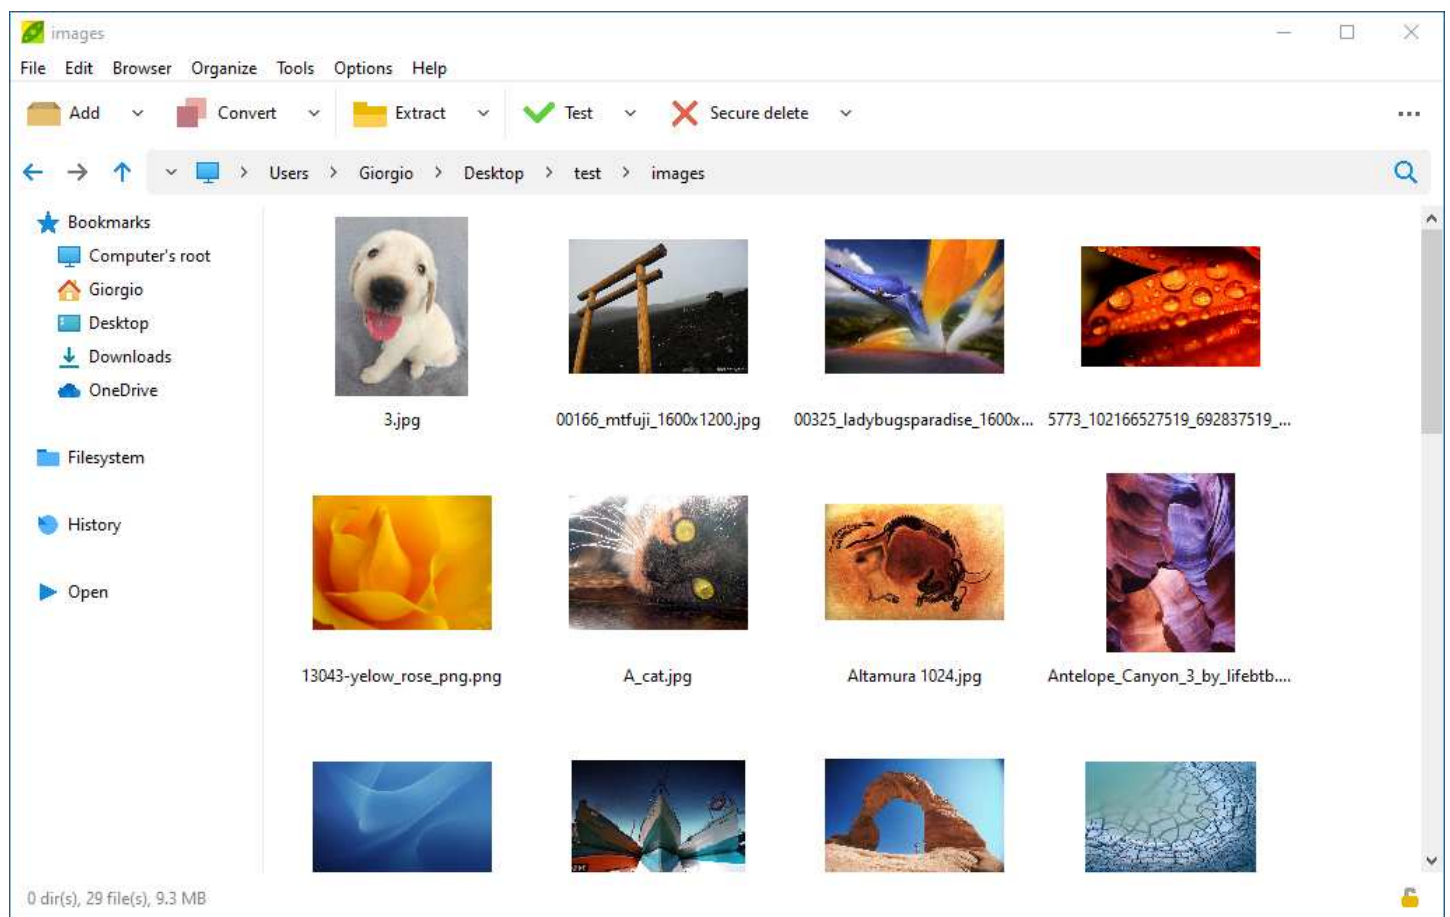 images
File Edit Browser Organize Tools Options Help
Add Convert Extract Test Secure delete
Users Giorgio Desktop test images
Bookmarks
Computer's root
Giorgio
Desktop
Downloads
OneDrive
Filesystem
History
Open
3.jpg 00166_mtfuji_1600x1200.jpg 00325_ladybugsparadise_1600x... 5773_102166527519_692837519_...
13043-yelow_rose_png.png A_cat.jpg Altamura 1024.jpg Antelope_Canyon_3_by_lifebtb....
0 dir(s), 29 file(s), 9.3 MB